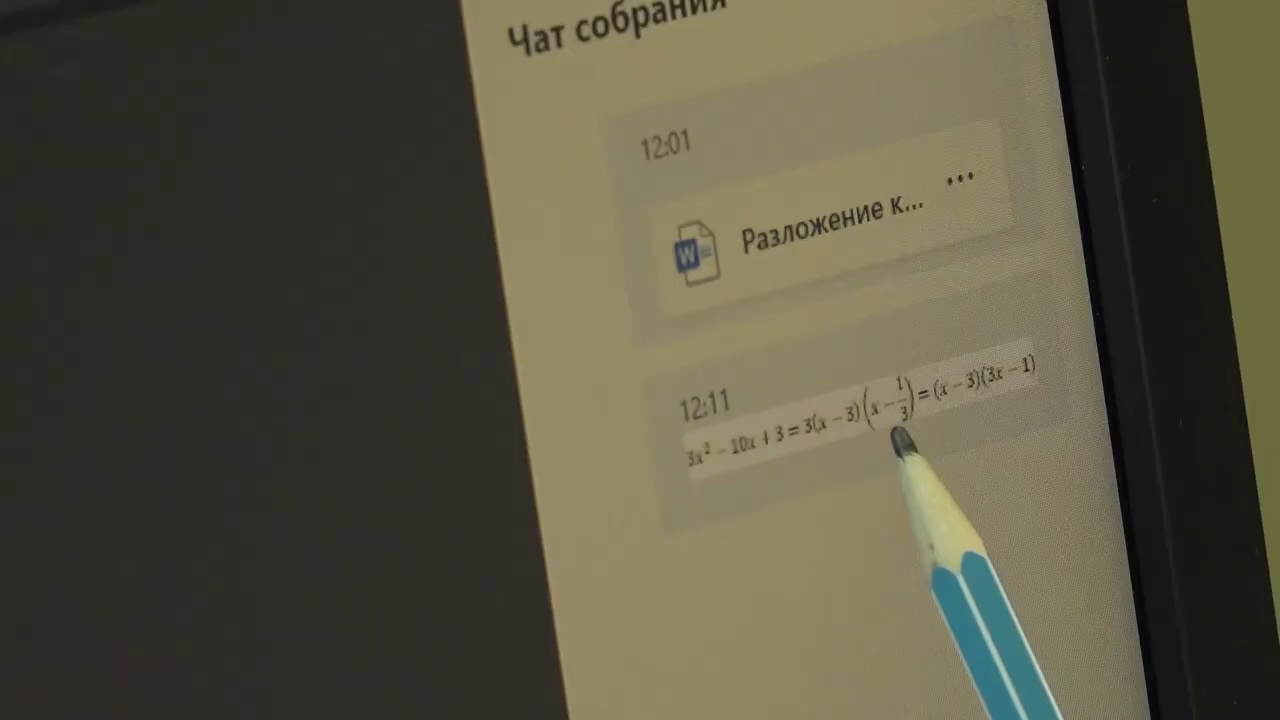 Чат собрания
12:01
W
Разложение к...
12:11
3x² − 10x + 3 = 3(x − 3)(x − 1/3) = (x − 3)(3x − 1)